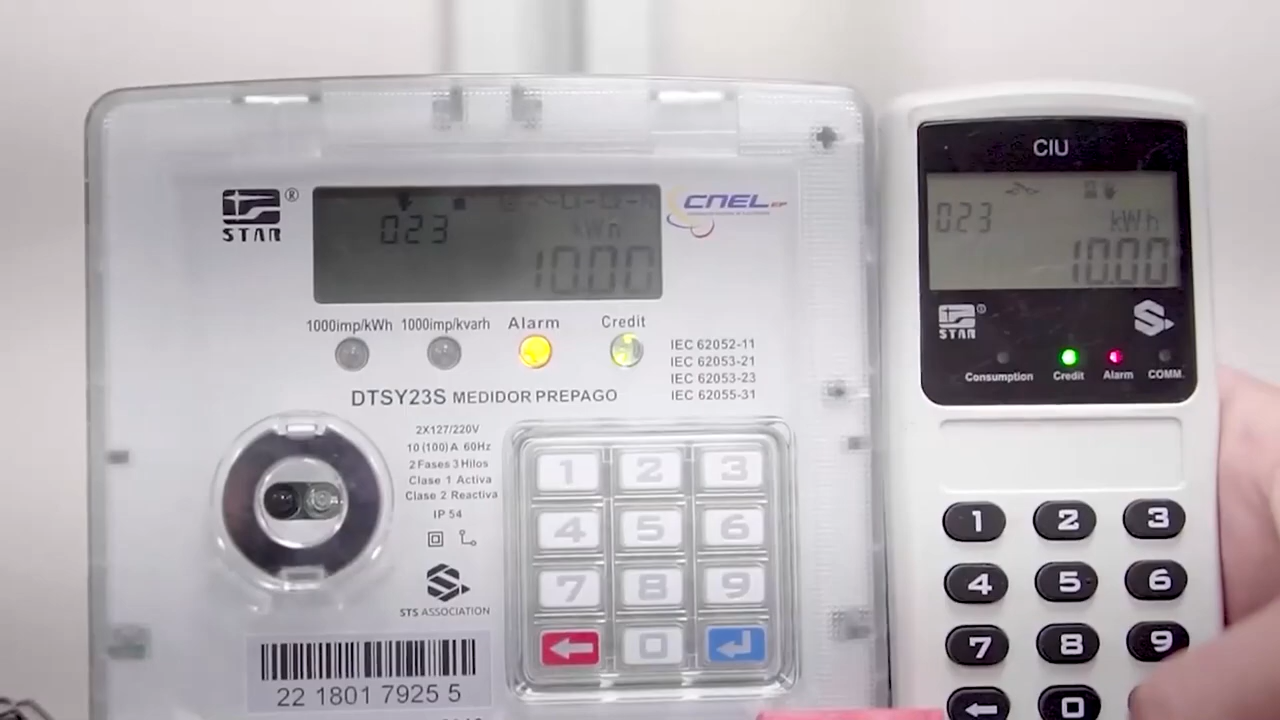 STAR ®
023
kWh
10.00
CNEL EP
1000imp/kWh 1000imp/kvarh Alarm Credit
IEC 62052-11
IEC 62053-21
IEC 62053-23
IEC 62055-31
DTSY23S MEDIDOR PREPAGO
2X127/220V
10 (100) A 60Hz
2 Fases 3 Hilos
Clase 1 Activa
Clase 2 Reactiva
IP 54
STS ASSOCIATION
1 2 3
4 5 6
7 8 9
0
22 1801 7925 5
CIU
023 kWh
10.00
STAR
Consumption Credit Alarm COMM.
1 2 3
4 5 6
7 8 9
0